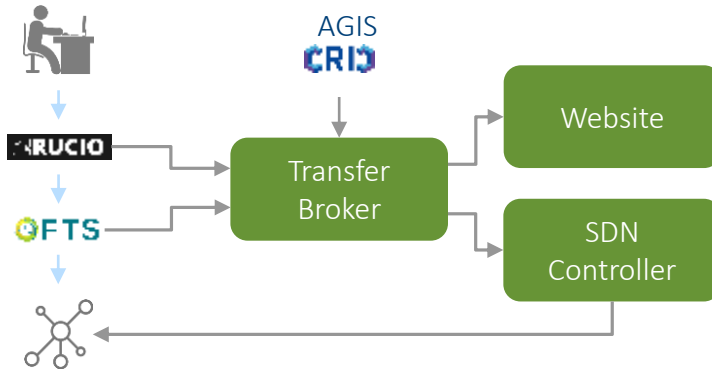 AGIS
CRIC
RUCIO
FTS
Transfer
Broker
Website
SDN
Controller